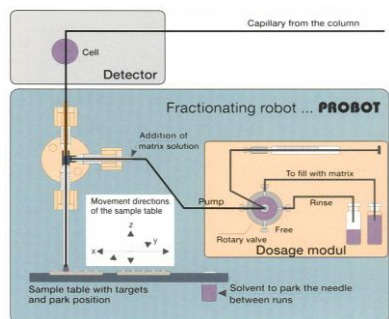 Capillary from the column
Cell
Detector
Fractionating robot ... PROBOT
Addition of
matrix solution
To fill with matrix
Pump
Rinse
Movement directions
of the sample table
z
y
x
Free
Rotary valve
Dosage modul
Sample table with targets
and park position
Solvent to park the needle
between runs